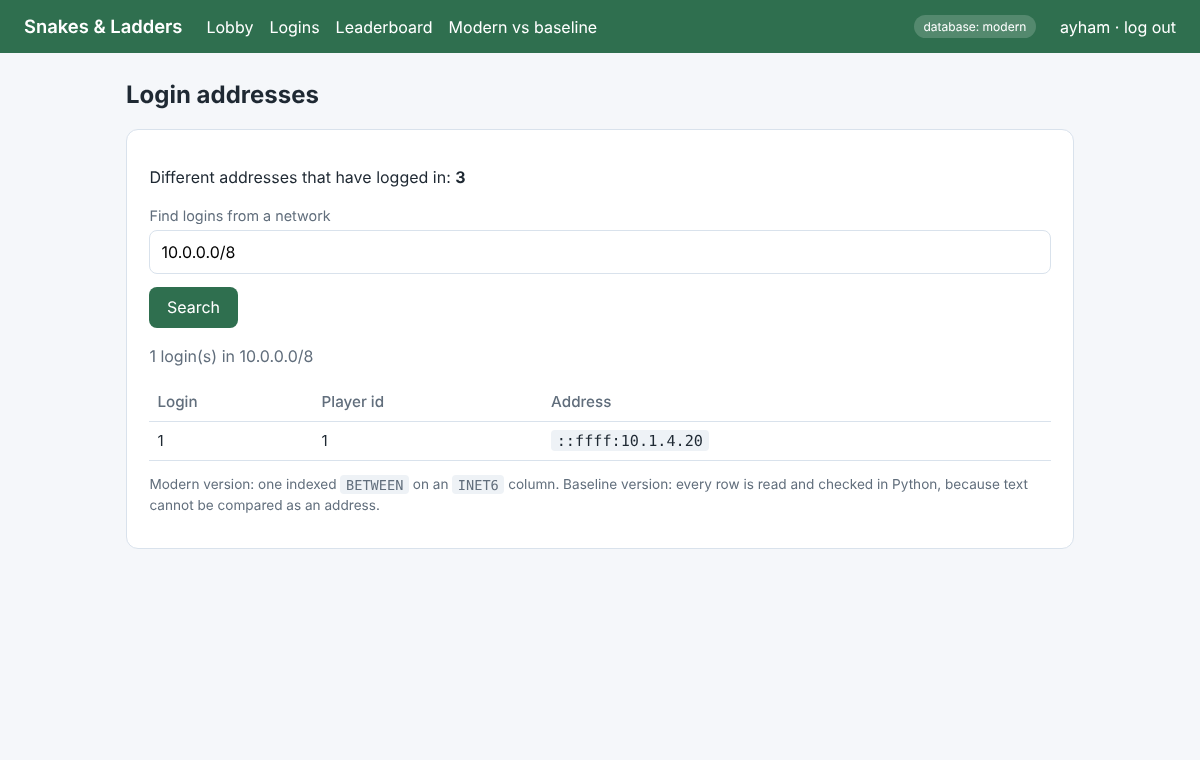 Snakes & Ladders Lobby Logins Leaderboard Modern vs baseline database: modern ayham · log out
Login addresses
Different addresses that have logged in: 3
Find logins from a network
10.0.0.0/8
Search
1 login(s) in 10.0.0.0/8
Login Player id Address
1 1 ::ffff:10.1.4.20
Modern version: one indexed BETWEEN on an INET6 column. Baseline version: every row is read and checked in Python, because text
cannot be compared as an address.